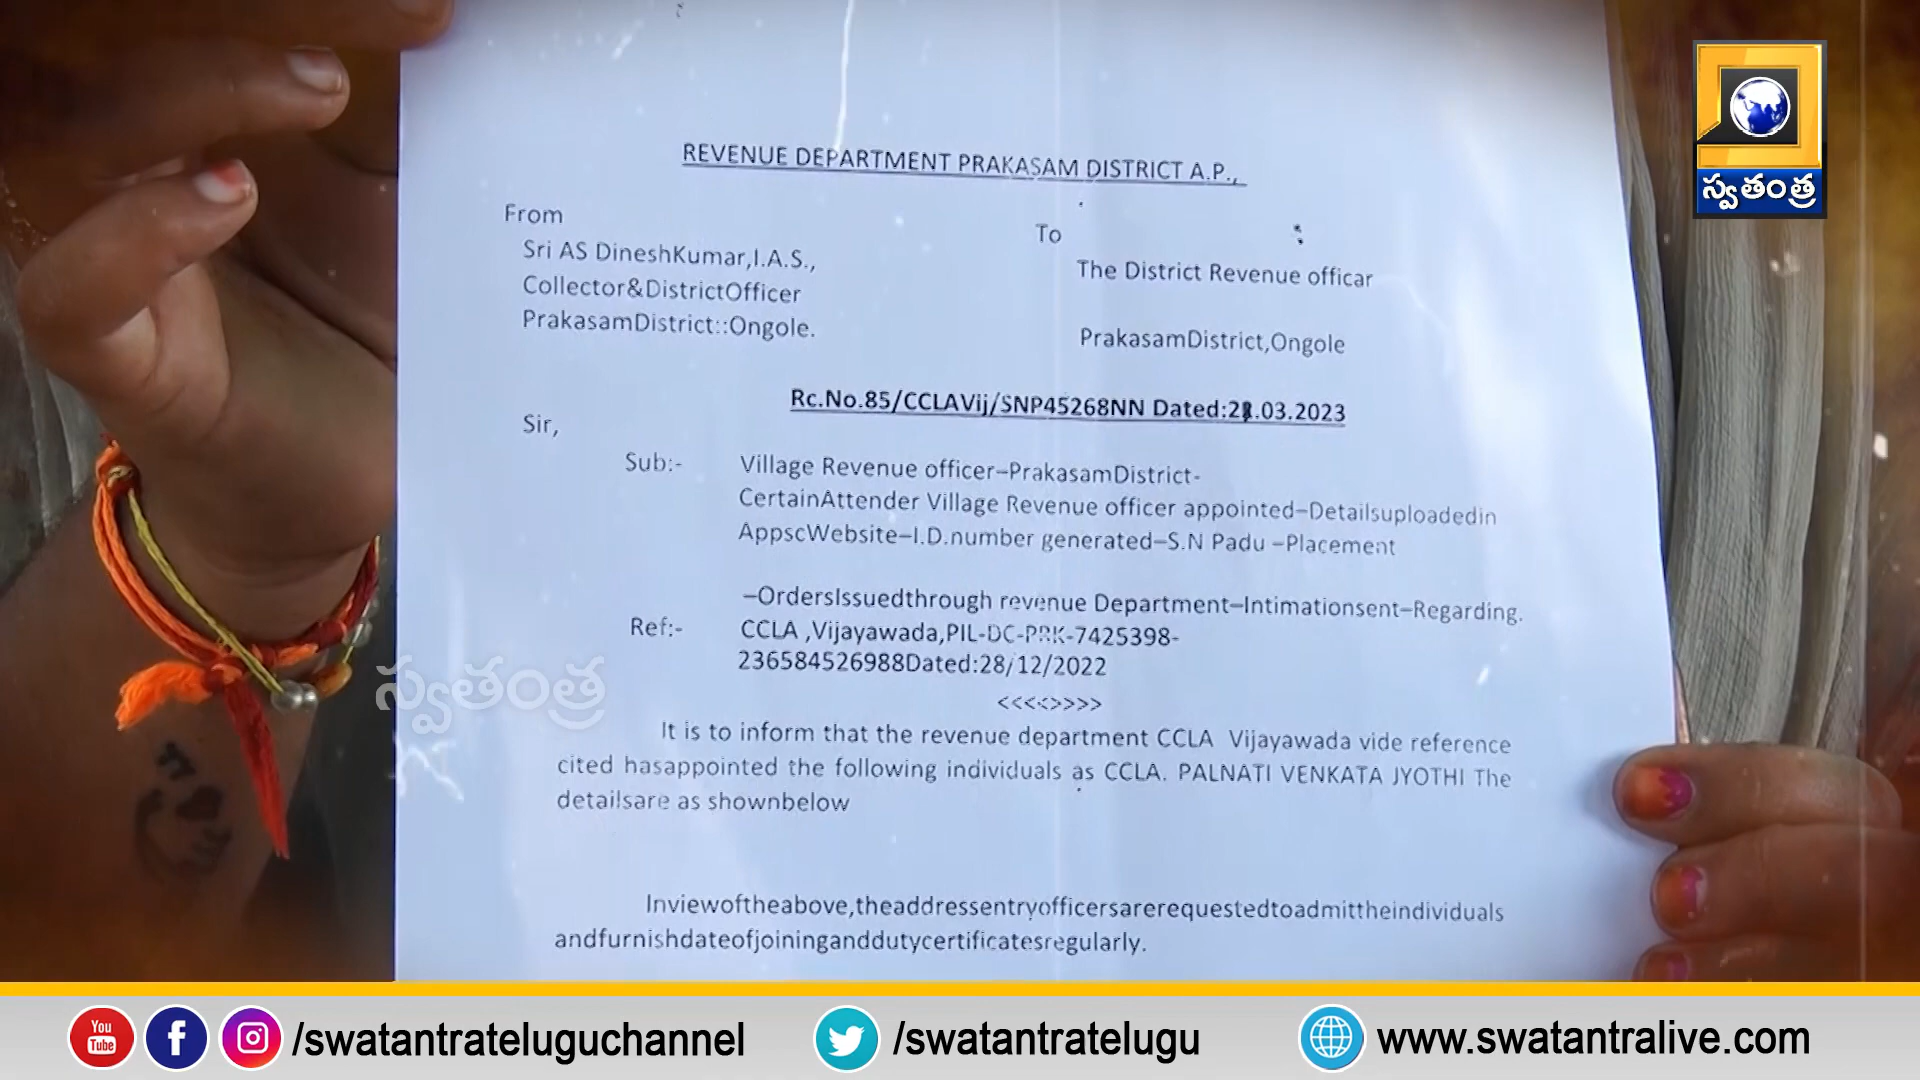 REVENUE DEPARTMENT PRAKASAM DISTRICT A.P.,
From
Sri AS DineshKumar,I.A.S.,
Collector&DistrictOfficer
PrakasamDistrict::Ongole.
To
The District Revenue officar
PrakasamDistrict,Ongole
Rc.No.85/CCLAVij/SNP45268NN Dated: .03.2023
Sir,
Sub:- Village Revenue officer–PrakasamDistrict-
CertainAttender Village Revenue officer appointed–Detailsuploadedin
AppscWebsite–I.D.number generated–S.N Padu –Placement
–OrdersIssuedthrough revenue Department–Intimationsent–Regarding.
Ref:- CCLA ,Vijayawada,PIL-DC-PRK-7425398-
236584526988Dated:28/12/2022
<<<<>>>>
It is to inform that the revenue department CCLA Vijayawada vide reference
cited hasappointed the following individuals as CCLA. PALNATI VENKATA JYOTHI The
detailsare as shownbelow
Inviewoftheabove,theaddressentryofficersarerequestedtoadmittheindividuals
andfurnishdateofjoininganddutycertificatesregularly.
స్వతంత్ర
స్వతంత్ర
You Tube
/swatantrateluguchannel
/swatantratelugu
www.swatantralive.com